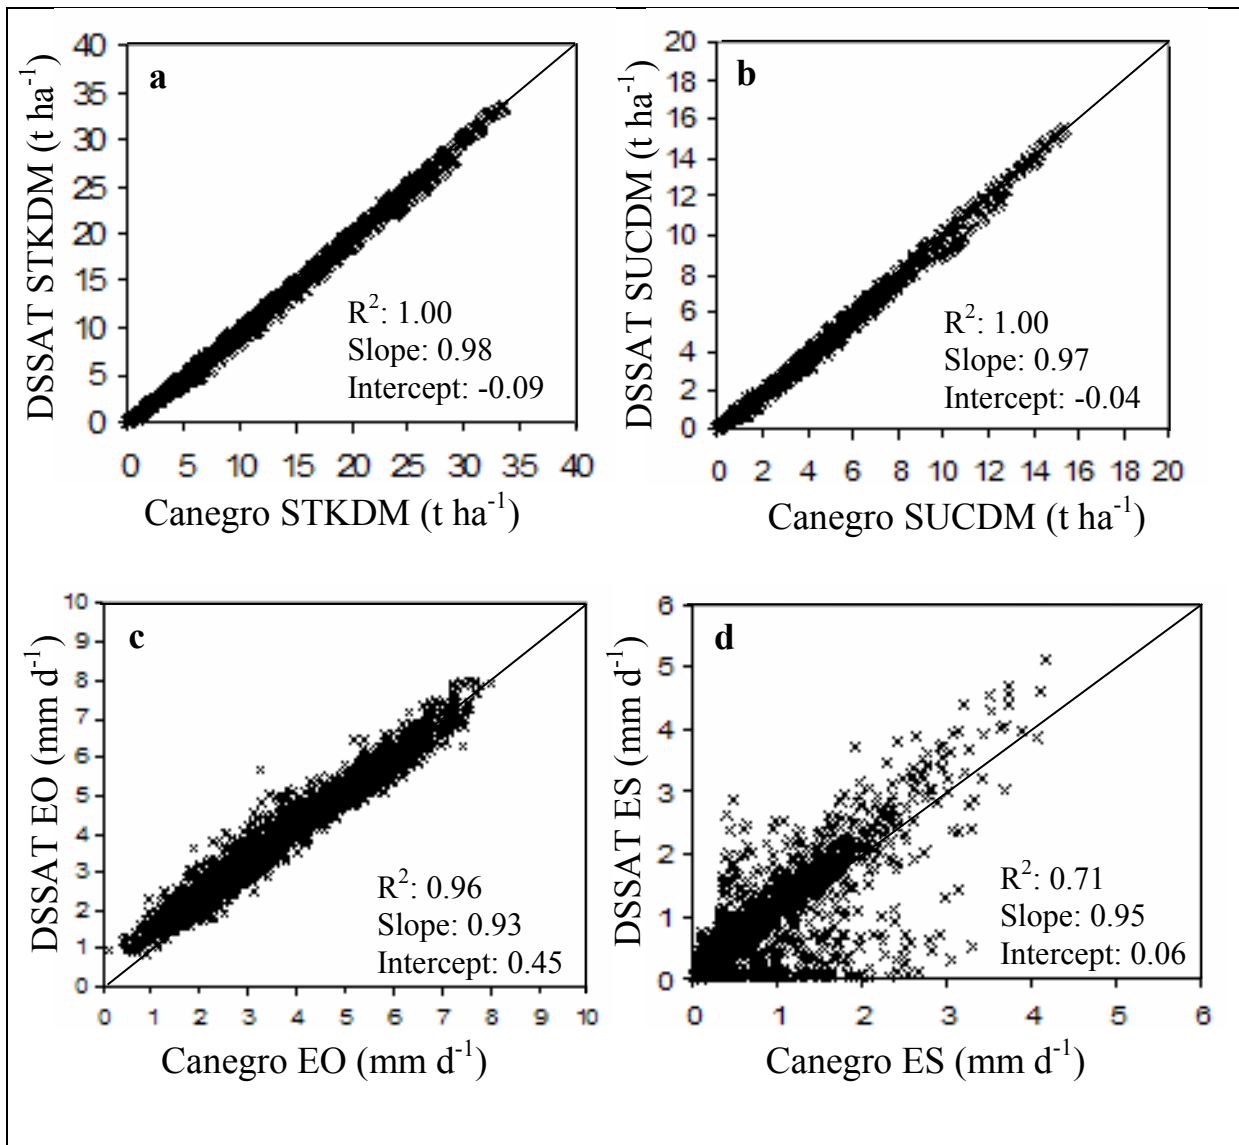 a
DSSAT STKDM (t ha⁻¹)
40
35
30
25
20
15
10
5
0
R²: 1.00
Slope: 0.98
Intercept: -0.09
0 5 10 15 20 25 30 35 40
Canegro STKDM (t ha⁻¹)
b
DSSAT SUCDM (t ha⁻¹)
20
18
16
14
12
10
8
6
4
2
0
R²: 1.00
Slope: 0.97
Intercept: -0.04
0 2 4 6 8 10 12 14 16 18 20
Canegro SUCDM (t ha⁻¹)
c
DSSAT EO (mm d⁻¹)
10
9
8
7
6
5
4
3
2
1
0
R²: 0.96
Slope: 0.93
Intercept: 0.45
0 1 2 3 4 5 6 7 8 9 10
Canegro EO (mm d⁻¹)
d
DSSAT ES (mm d⁻¹)
6
5
4
3
2
1
0
R²: 0.71
Slope: 0.95
Intercept: 0.06
0 1 2 3 4 5 6
Canegro ES (mm d⁻¹)